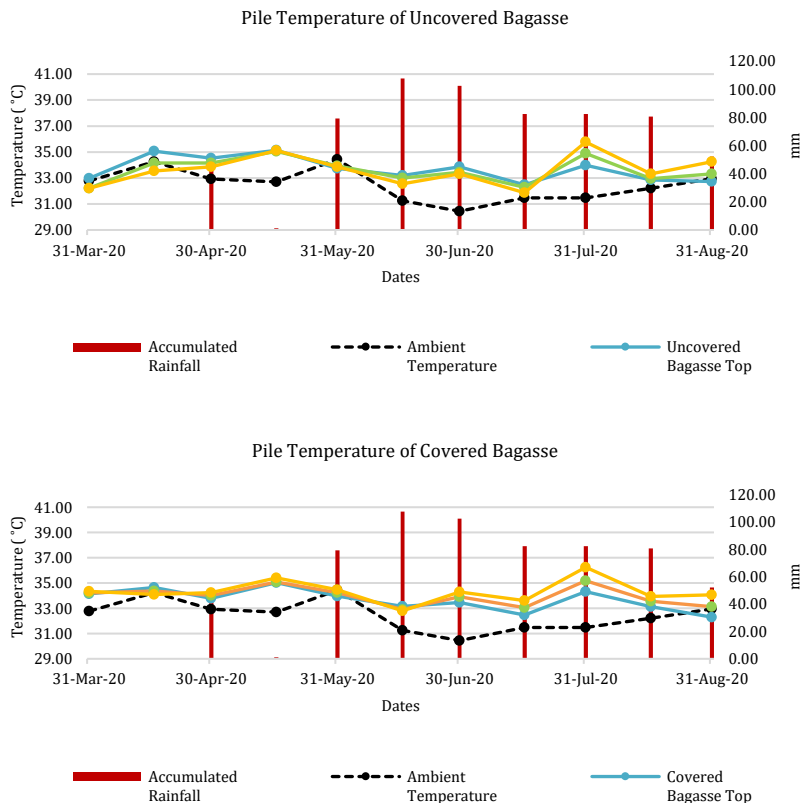 Pile Temperature of Uncovered Bagasse
41.00
39.00
37.00
35.00
33.00
31.00
29.00
Temperature ( ˚C)
120.00
100.00
80.00
60.00
40.00
20.00
0.00
mm
31-Mar-20 30-Apr-20 31-May-20 30-Jun-20 31-Jul-20 31-Aug-20
Dates
Accumulated Rainfall
Ambient Temperature
Uncovered Bagasse Top
Pile Temperature of Covered Bagasse
41.00
39.00
37.00
35.00
33.00
31.00
29.00
Temperature ( ˚C)
120.00
100.00
80.00
60.00
40.00
20.00
0.00
mm
31-Mar-20 30-Apr-20 31-May-20 30-Jun-20 31-Jul-20 31-Aug-20
Dates
Accumulated Rainfall
Ambient Temperature
Covered Bagasse Top